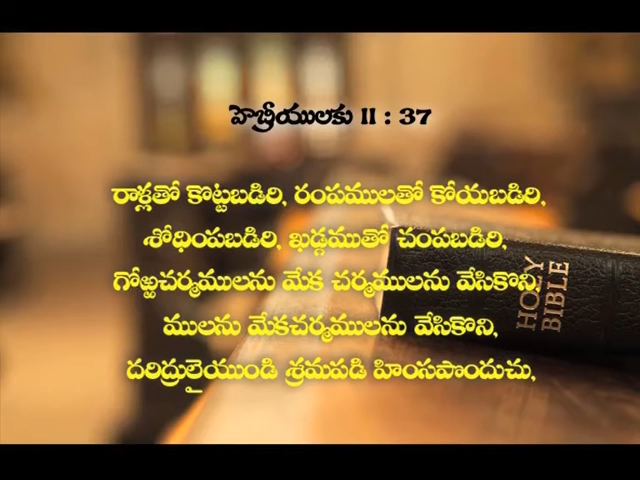 హెబ్రీయులకు 11 : 37
రాళ్లతో కొట్టబడిరి, రంపములతో కోయబడిరి,
శోధింపబడిరి, ఖడ్గముతో చంపబడిరి,
గోఱ్ఱచర్మములను మేక చర్మములను వేసికొని,
ములను మేకచర్మములను వేసికొని,
దరిద్రులైయుండి శ్రమపడి హింసపొందుచు,
HOLY
BIBLE